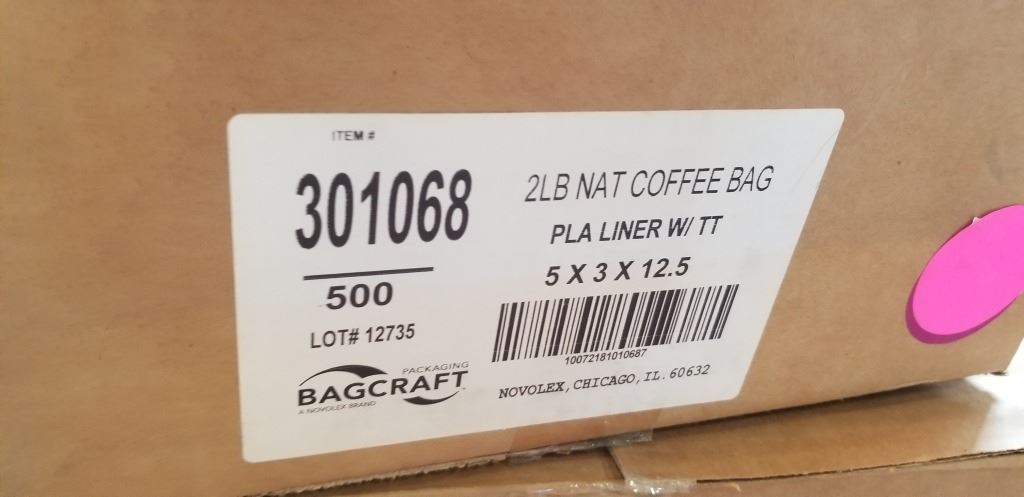 ITEM #
301068
500
LOT# 12735
PACKAGING
BAGCRAFT
A NOVOLEX BRAND
2LB NAT COFFEE BAG
PLA LINER W/ TT
5 X 3 X 12.5
10072181010687
NOVOLEX, CHICAGO, IL. 60632